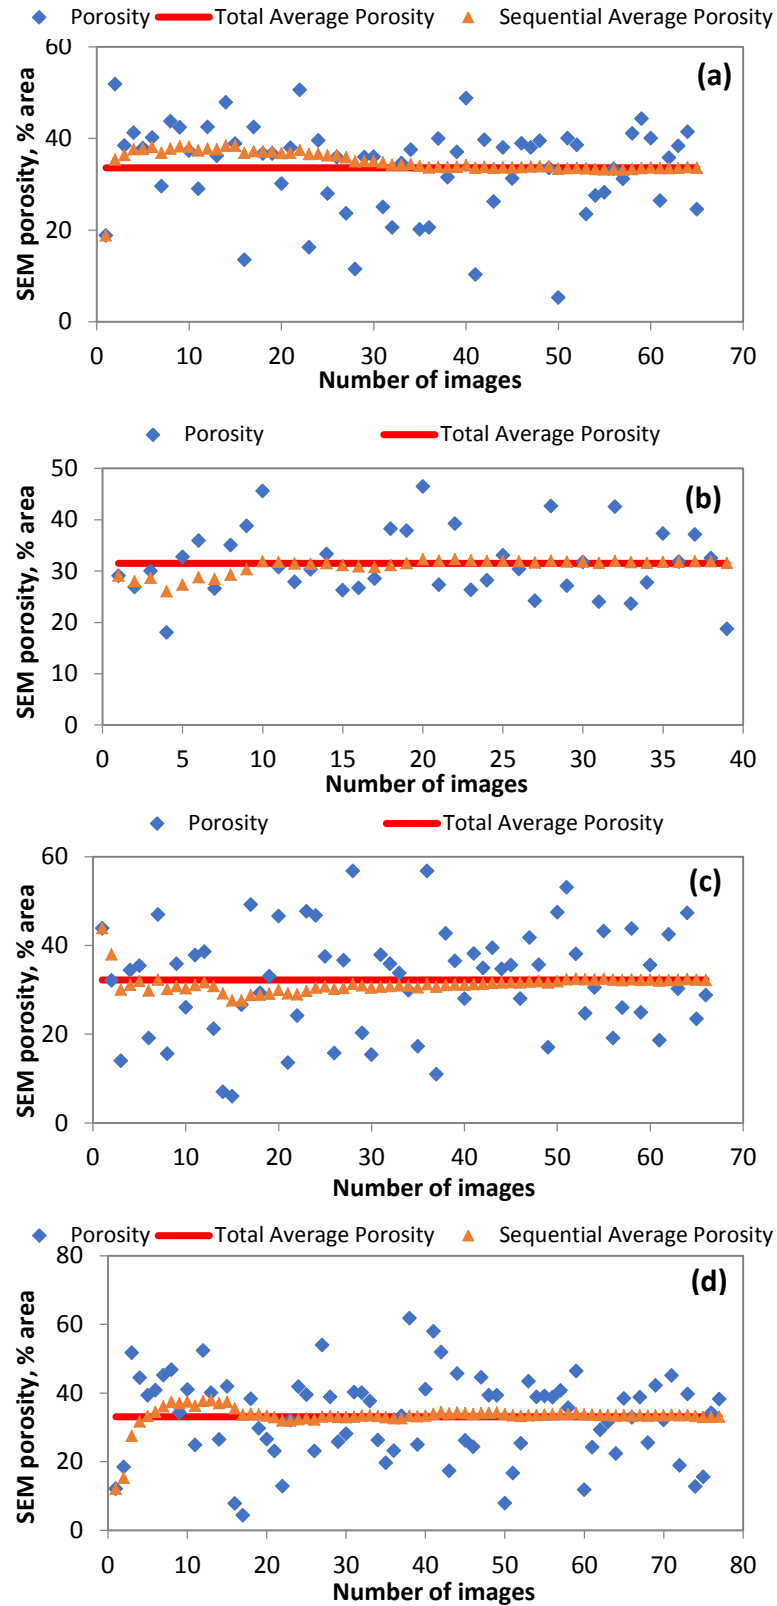 Porosity Total Average Porosity Sequential Average Porosity
60
(a)
40
20
0
SEM porosity, % area
0 10 20 30 40 50 60 70
Number of images
Porosity Total Average Porosity
50
(b)
40
30
20
10
0
SEM porosity, % area
0 5 10 15 20 25 30 35 40
Number of images
Porosity Total Average Porosity
60
(c)
40
20
0
SEM porosity, % area
0 10 20 30 40 50 60 70
Number of images
Porosity Total Average Porosity Sequential Average Porosity
80
(d)
60
40
20
0
SEM porosity, % area
0 10 20 30 40 50 60 70 80
Number of images